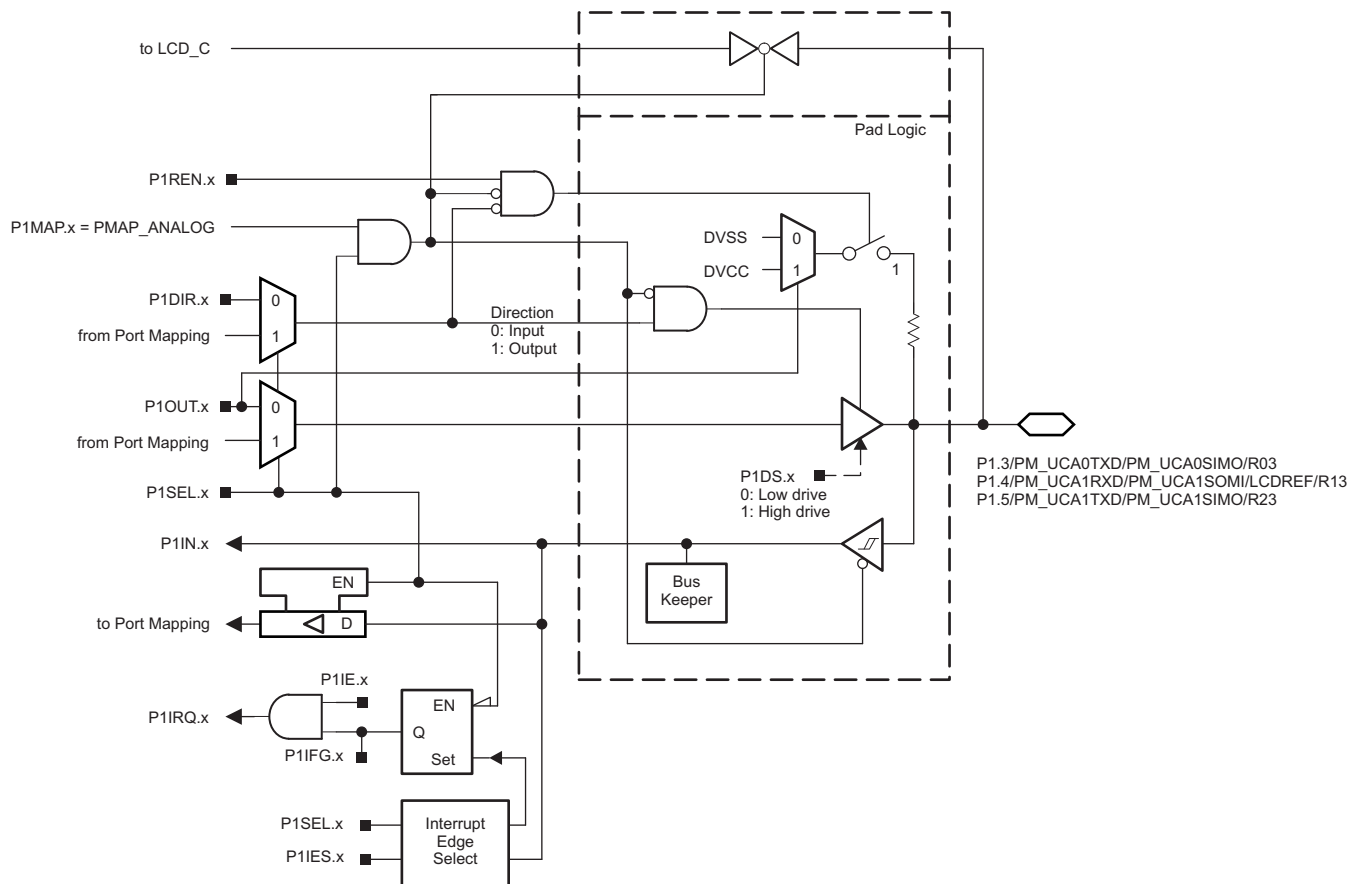 to LCD_C
Pad Logic
P1REN.x
P1MAP.x = PMAP_ANALOG
DVSS
0
DVCC
1
1
P1DIR.x
0
from Port Mapping
1
Direction
0: Input
1: Output
P1OUT.x
0
from Port Mapping
1
P1DS.x
0: Low drive
1: High drive
P1.3/PM_UCA0TXD/PM_UCA0SIMO/R03
P1.4/PM_UCA1RXD/PM_UCA1SOMI/LCDREF/R13
P1.5/PM_UCA1TXD/PM_UCA1SIMO/R23
P1SEL.x
P1IN.x
Bus
Keeper
EN
to Port Mapping
D
P1IE.x
P1IRQ.x
EN
Q
P1IFG.x
Set
P1SEL.x
P1IES.x
Interrupt
Edge
Select